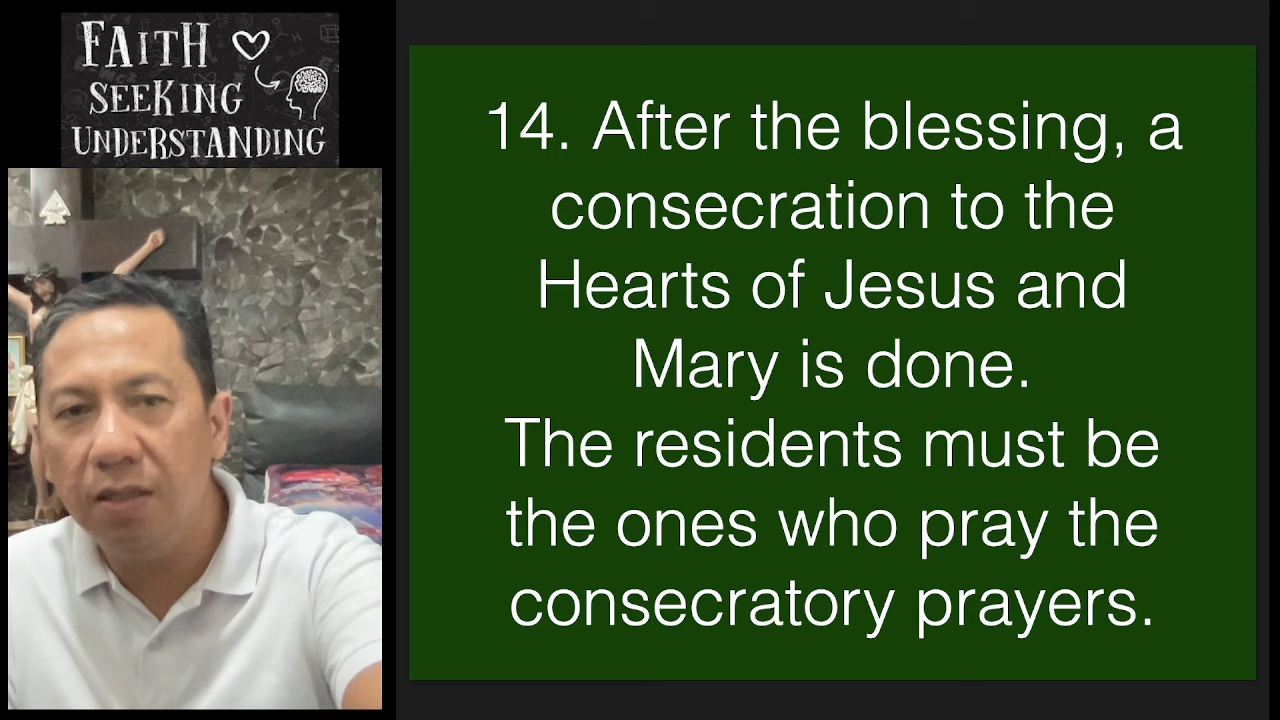 FAITH
SEEKING
UNDERSTANDING
14. After the blessing, a
consecration to the
Hearts of Jesus and
Mary is done.
The residents must be
the ones who pray the
consecratory prayers.